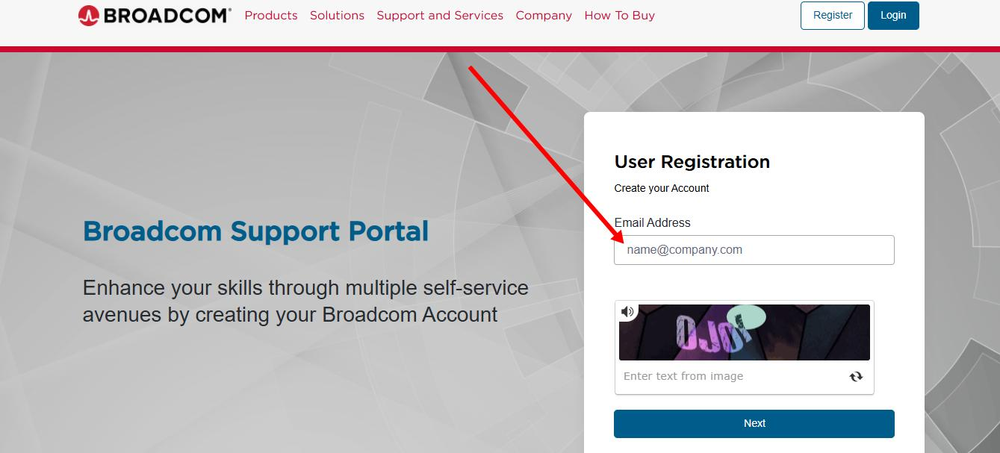 BROADCOM®
Products
Solutions
Support and Services
Company
How To Buy
Register
Login
Broadcom Support Portal
Enhance your skills through multiple self-service
avenues by creating your Broadcom Account
User Registration
Create your Account
Email Address
name@company.com
Enter text from image
Next